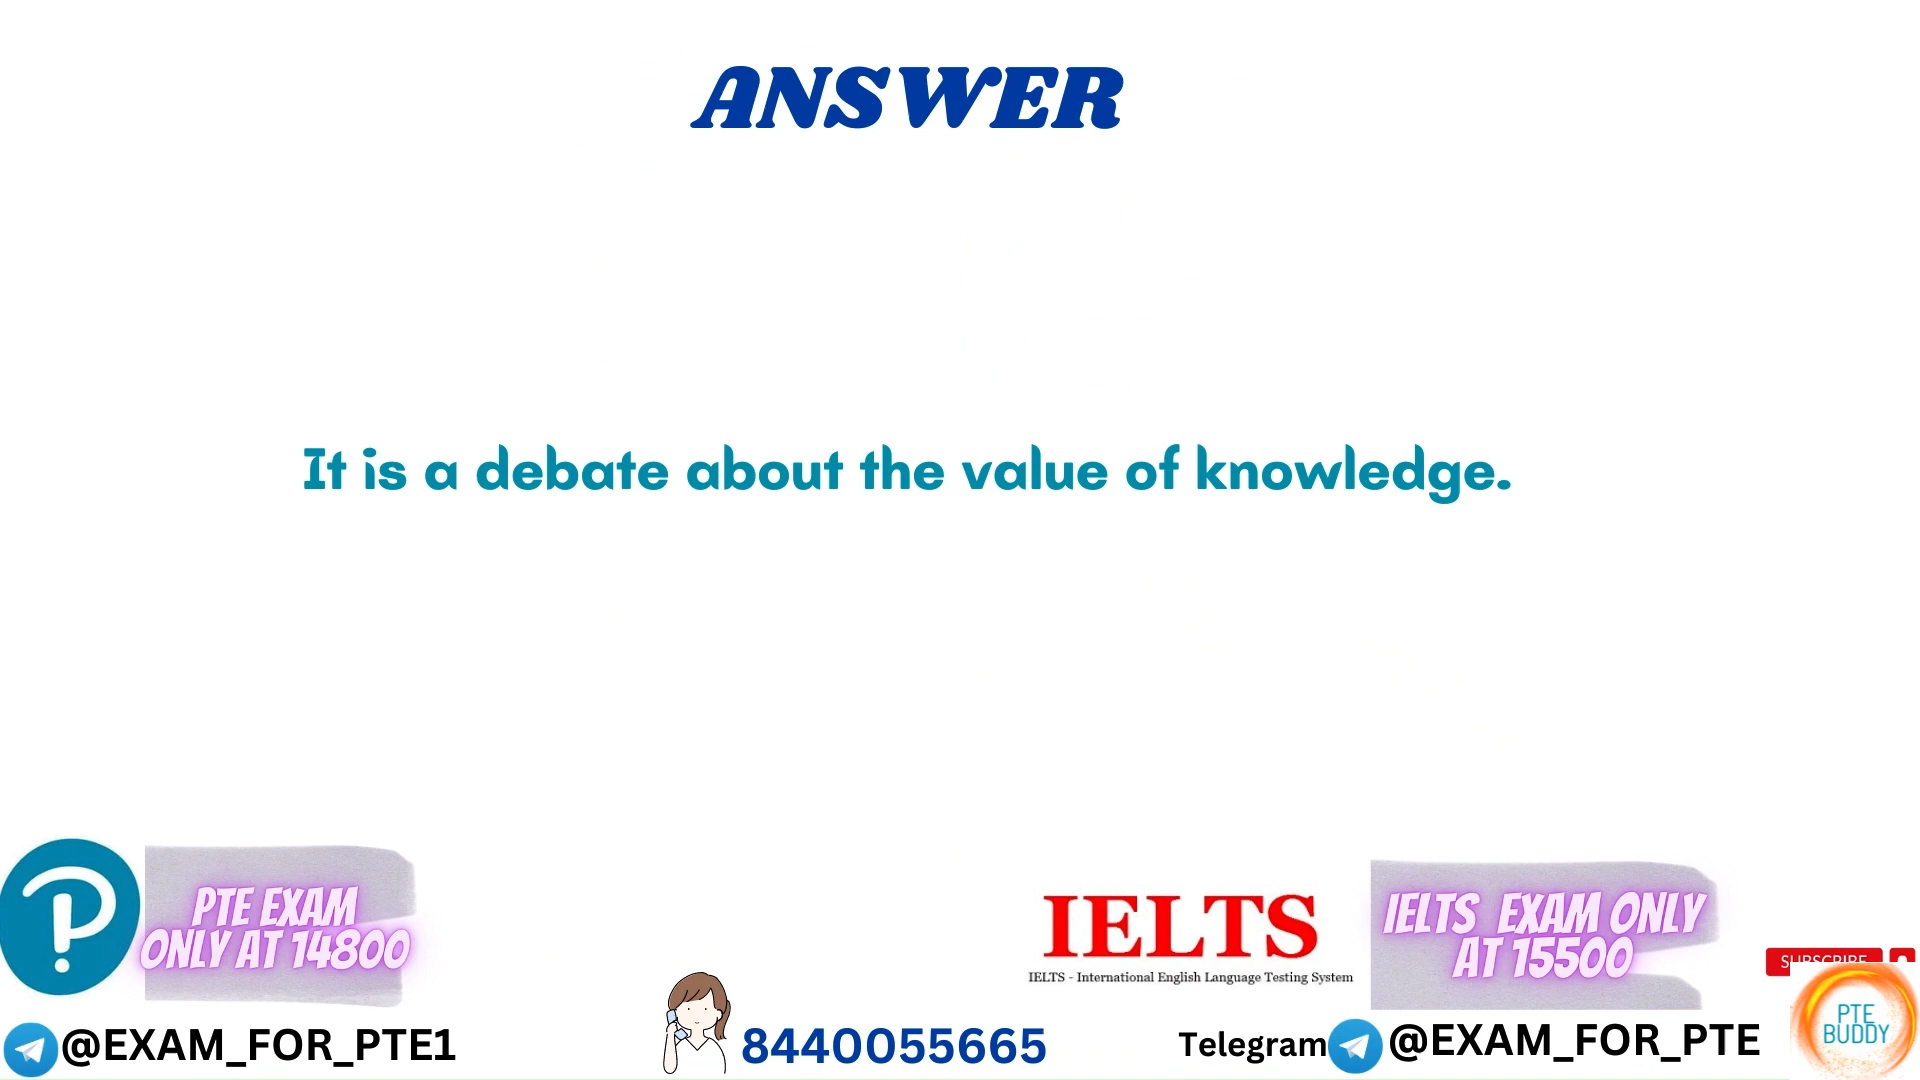 ANSWER
It is a debate about the value of knowledge.
PTE EXAM
ONLY AT 14800
IELTS
IELTS - International English Language Testing System
IELTS EXAM ONLY
AT 15500
SUBSCRIBE
PTE
BUDDY
@EXAM_FOR_PTE1
8440055665
Telegram
@EXAM_FOR_PTE